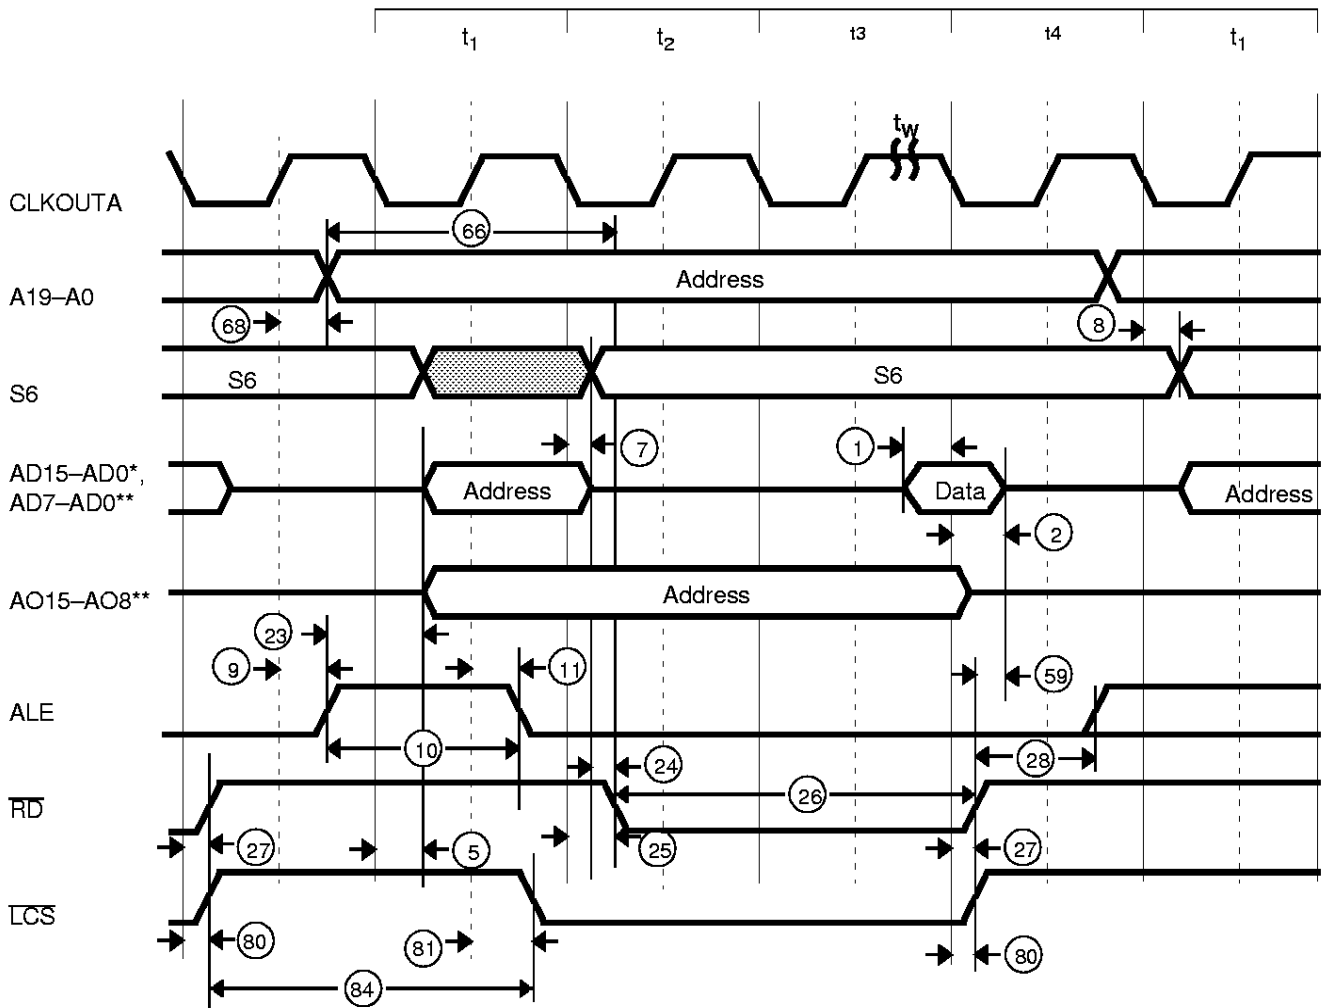 t1 t2 t3 t4 t1
tW
CLKOUTA
66
Address
A19–A0
68 8
S6 S6
S6
7 1
AD15–AD0*,
AD7–AD0**
Address Data Address
2
AO15–AO8** Address
23
9 11 59
ALE
10 24 28
26
RD
27 5 25 27
LCS
80 81 80
84